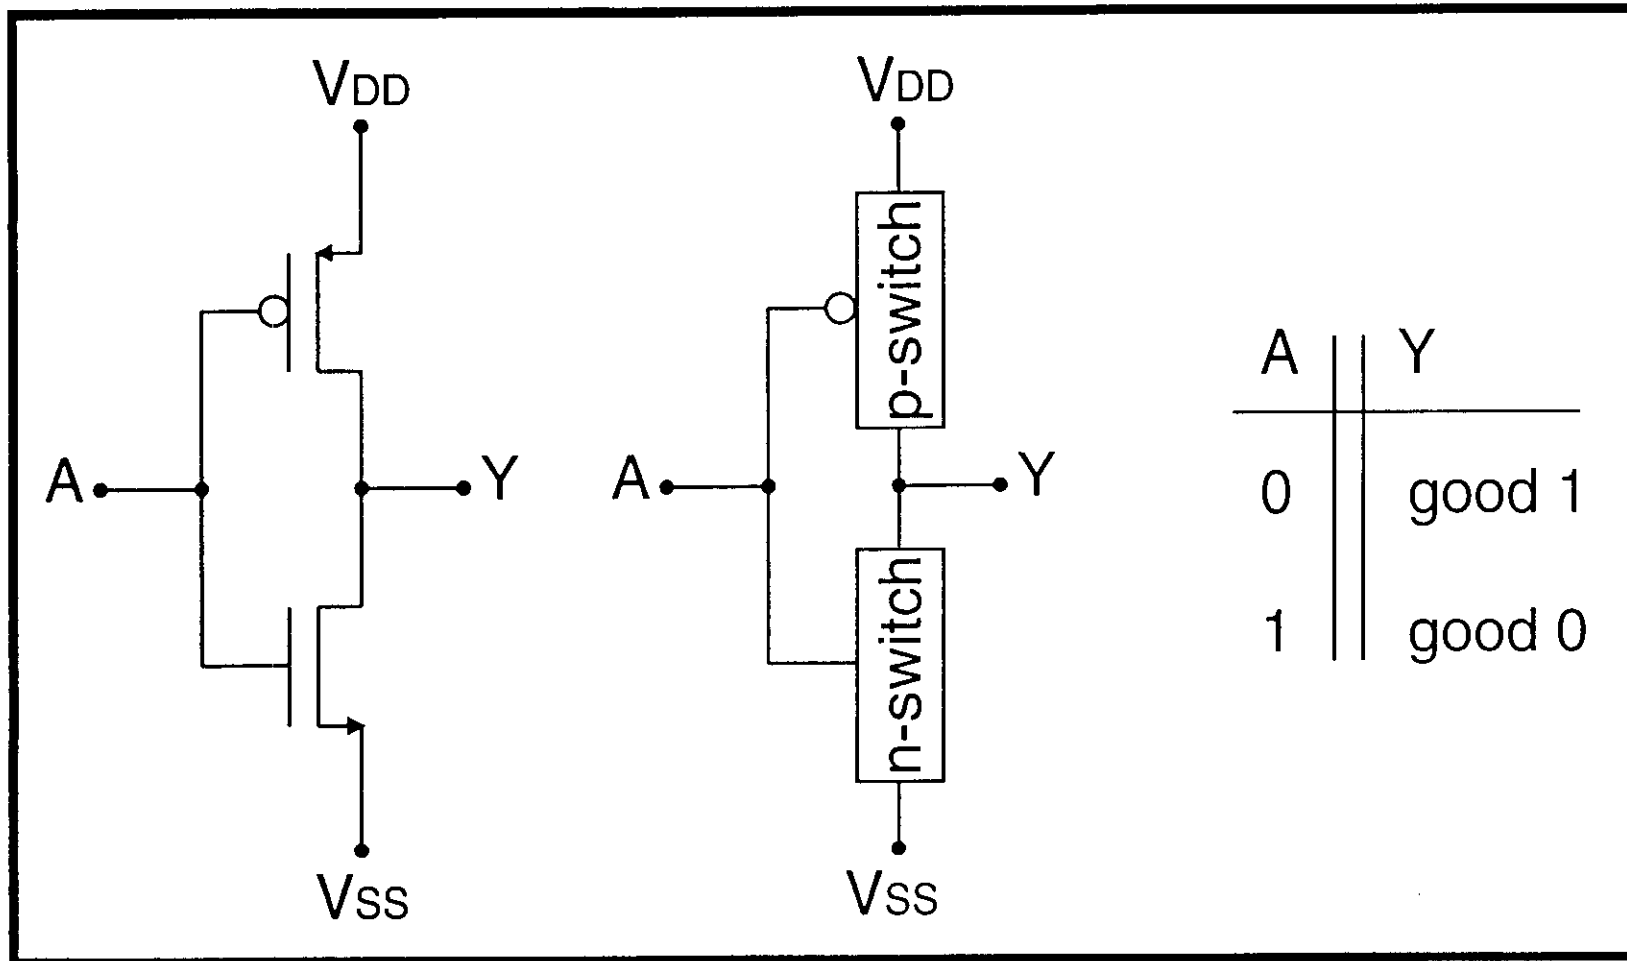 VDD
A
Y
VSS
VDD
p-switch
A
Y
n-switch
VSS
A Y
0 good 1
1 good 0